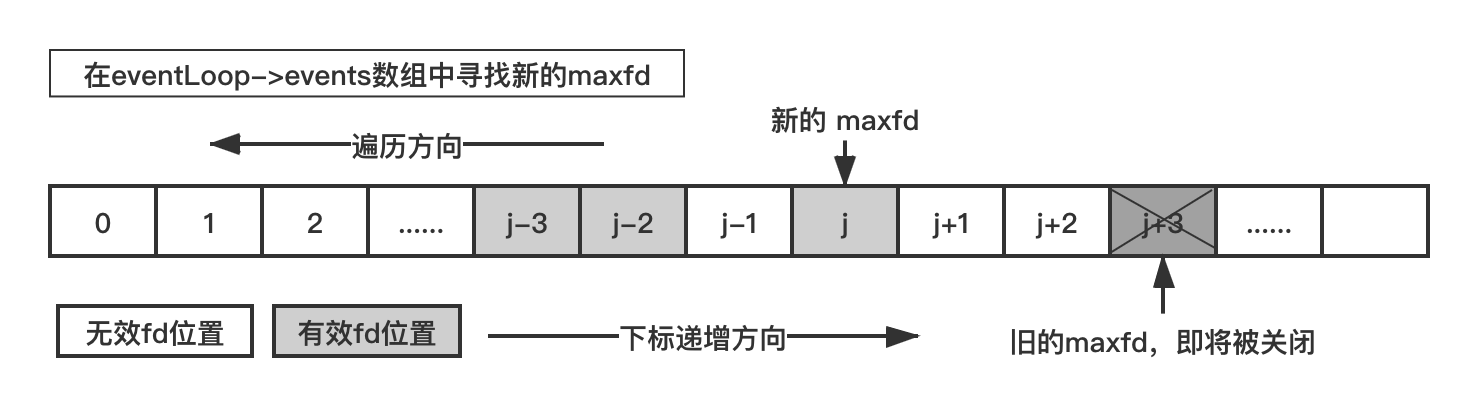 在eventLoop->events数组中寻找新的maxfd
新的 maxfd
遍历方向
0 1 2 ...... j-3 j-2 j-1 j j+1 j+2 j+3 ......
无效fd位置 有效fd位置 下标递增方向 旧的maxfd，即将被关闭